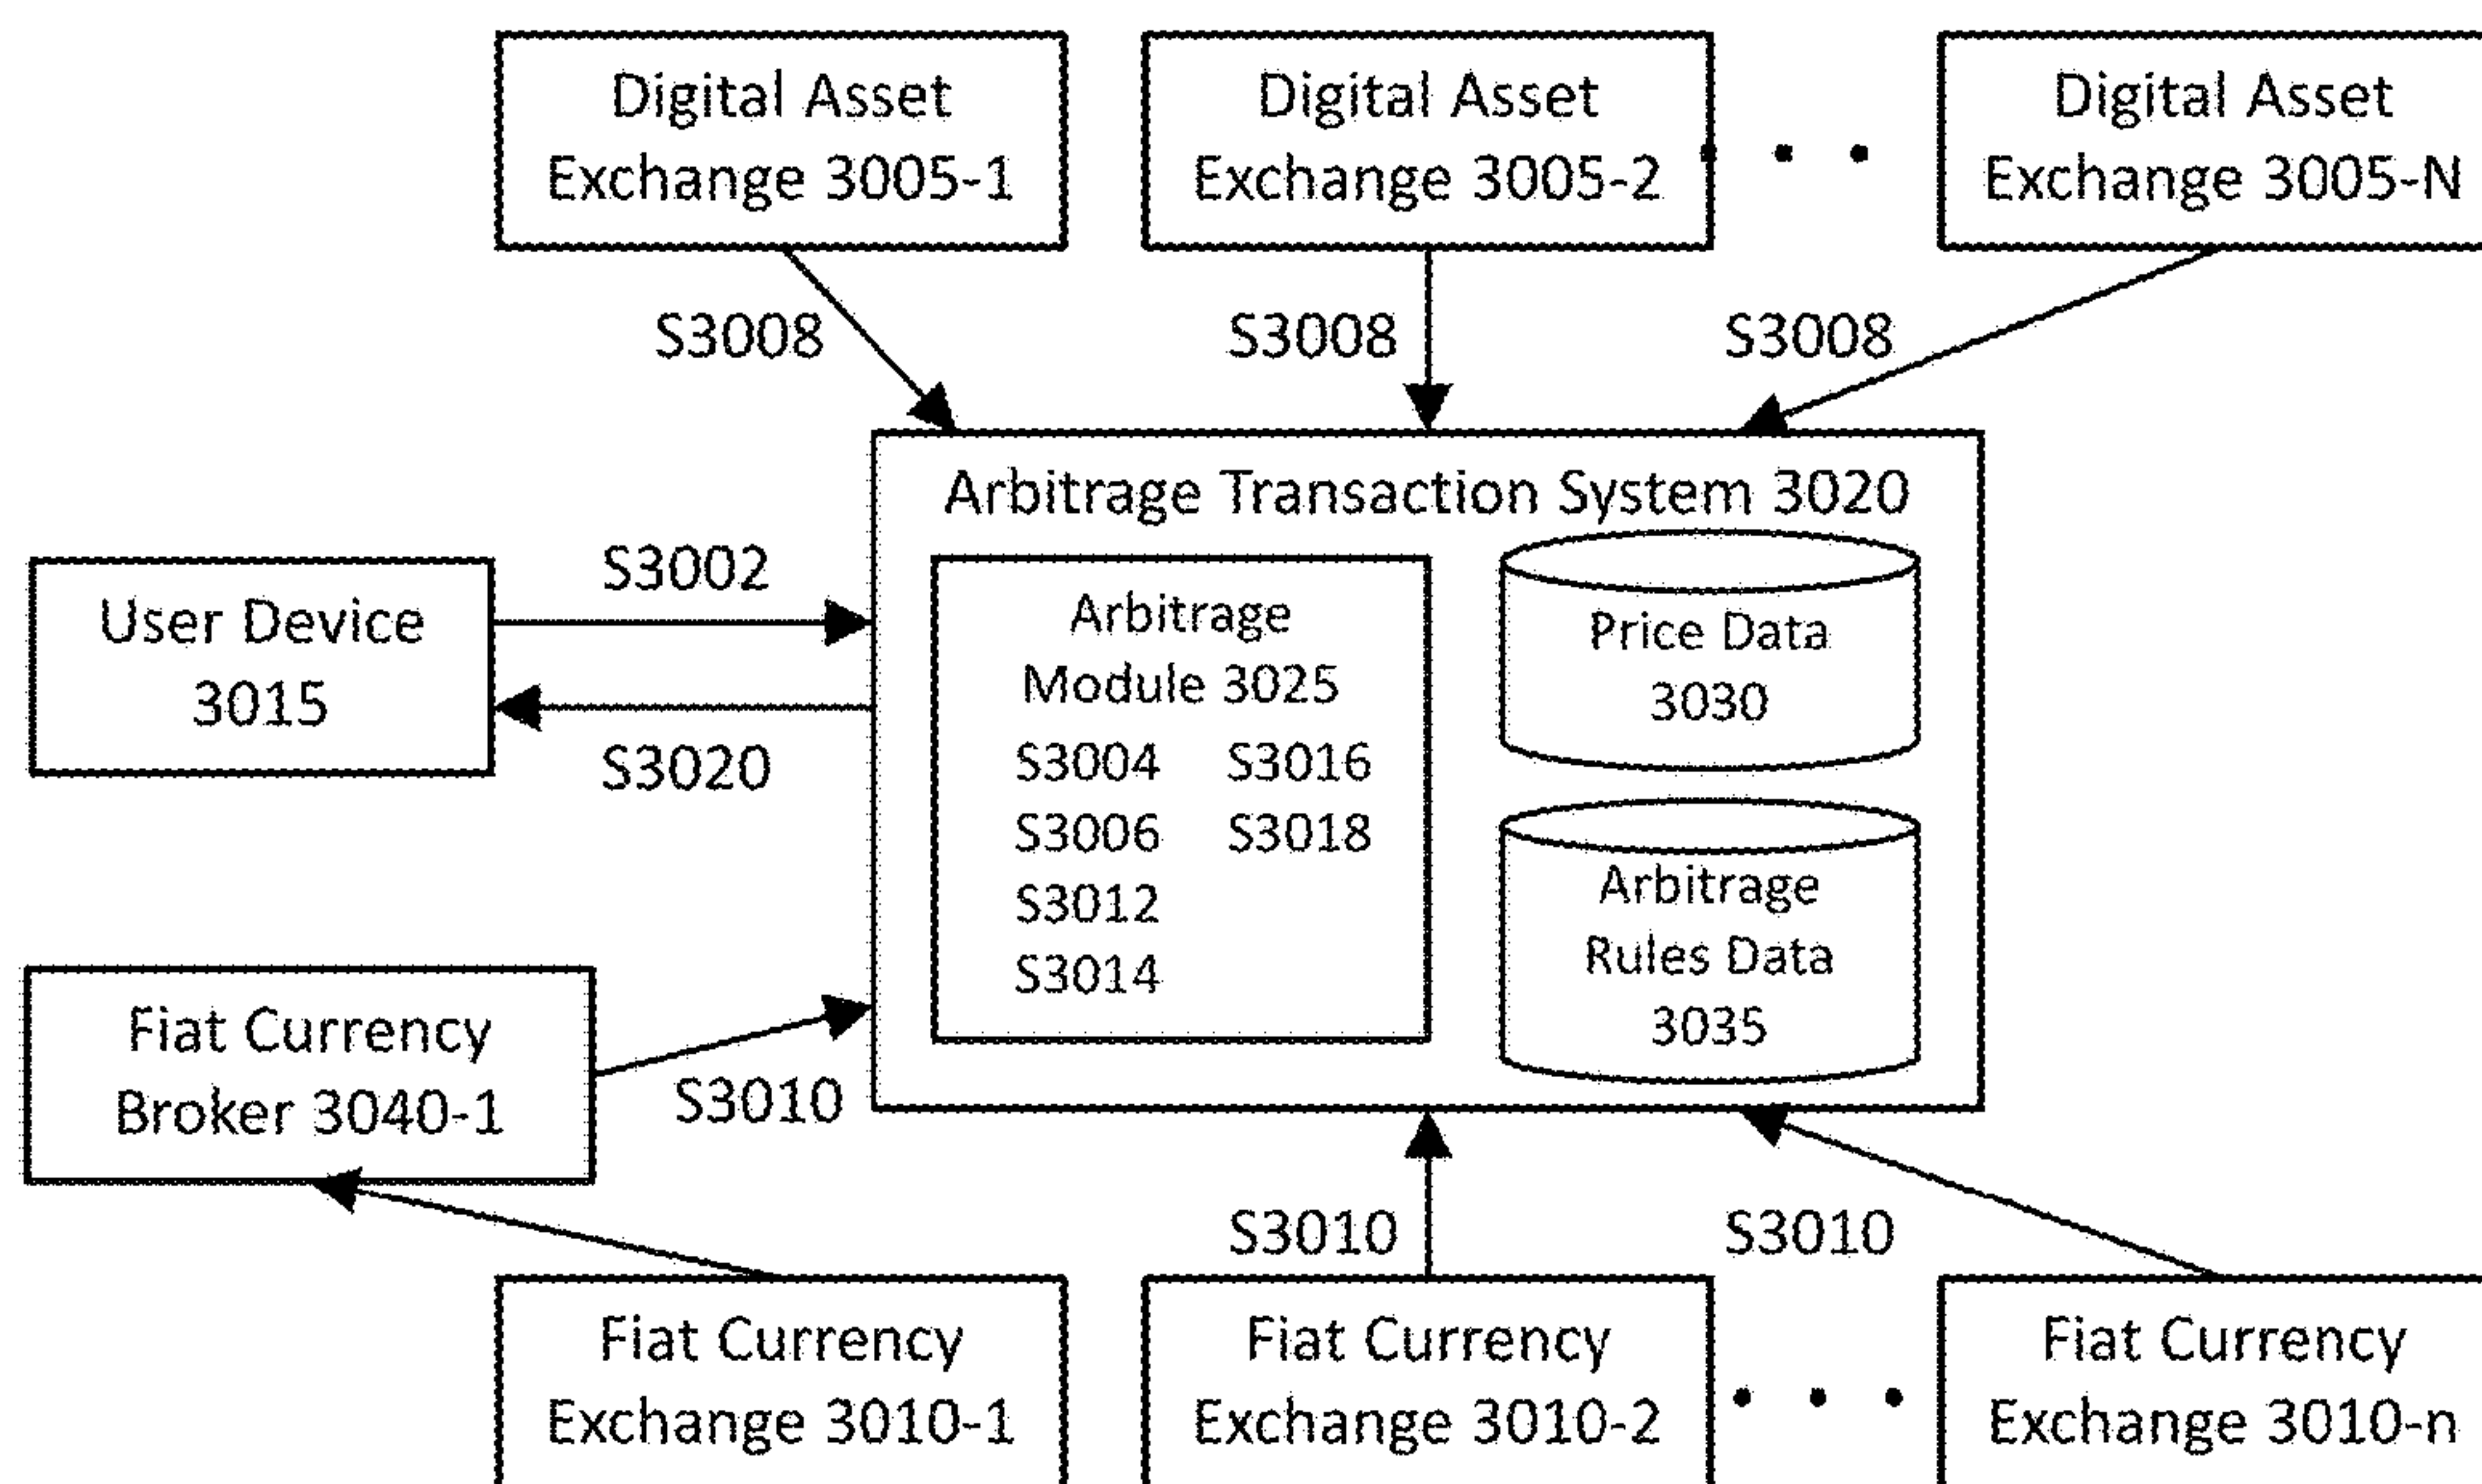 Digital Asset
Exchange 3005-1
Digital Asset
Exchange 3005-2
Digital Asset
Exchange 3005-N
S3008
S3008
S3008
Arbitrage Transaction System 3020
User Device
3015
S3002
S3020
Arbitrage
Module 3025
S3004 S3016
S3006 S3018
S3012
S3014
Price Data
3030
Arbitrage
Rules Data
3035
Fiat Currency
Broker 3040-1
S3010
S3010
S3010
Fiat Currency
Exchange 3010-1
Fiat Currency
Exchange 3010-2
Fiat Currency
Exchange 3010-n